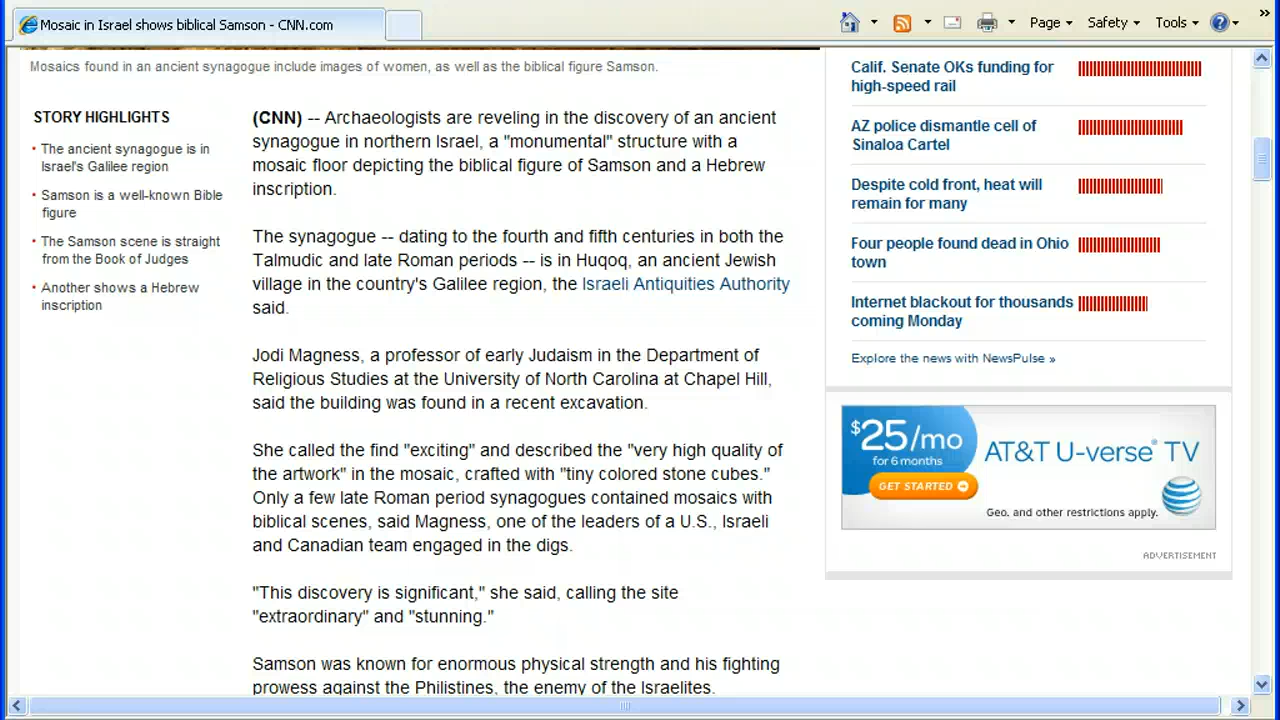 Mosaic in Israel shows biblical Samson - CNN.com
Page
Safety
Tools
Mosaics found in an ancient synagogue include images of women, as well as the biblical figure Samson.
STORY HIGHLIGHTS
The ancient synagogue is in
Israel's Galilee region
Samson is a well-known Bible
figure
The Samson scene is straight
from the Book of Judges
Another shows a Hebrew
inscription
(CNN) -- Archaeologists are reveling in the discovery of an ancient
synagogue in northern Israel, a "monumental" structure with a
mosaic floor depicting the biblical figure of Samson and a Hebrew
inscription.
The synagogue -- dating to the fourth and fifth centuries in both the
Talmudic and late Roman periods -- is in Huqoq, an ancient Jewish
village in the country's Galilee region, the Israeli Antiquities Authority
said.
Jodi Magness, a professor of early Judaism in the Department of
Religious Studies at the University of North Carolina at Chapel Hill,
said the building was found in a recent excavation.
She called the find "exciting" and described the "very high quality of
the artwork" in the mosaic, crafted with "tiny colored stone cubes."
Only a few late Roman period synagogues contained mosaics with
biblical scenes, said Magness, one of the leaders of a U.S., Israeli
and Canadian team engaged in the digs.
"This discovery is significant," she said, calling the site
"extraordinary" and "stunning."
Samson was known for enormous physical strength and his fighting
prowess against the Philistines, the enemy of the Israelites.
Calif. Senate OKs funding for
high-speed rail
AZ police dismantle cell of
Sinaloa Cartel
Despite cold front, heat will
remain for many
Four people found dead in Ohio
town
Internet blackout for thousands
coming Monday
Explore the news with NewsPulse »
$25/mo
for 6 months
GET STARTED
AT&T U-verse® TV
Geo. and other restrictions apply.
ADVERTISEMENT